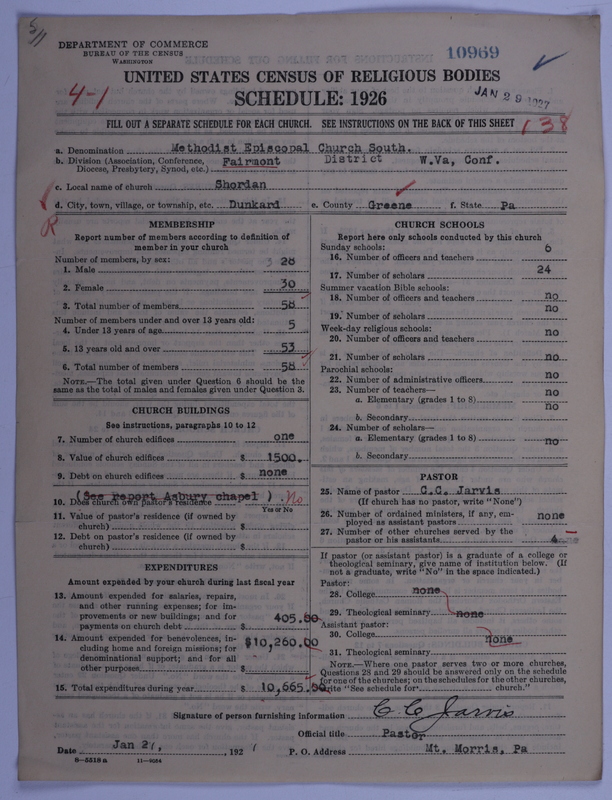 DEPARTMENT OF COMMERCE
BUREAU OF THE CENSUS
WASHINGTON
10969
UNITED STATES CENSUS OF RELIGIOUS BODIES
4-1
SCHEDULE: 1926
JAN 29 1927
FILL OUT A SEPARATE SCHEDULE FOR EACH CHURCH. SEE INSTRUCTIONS ON THE BACK OF THIS SHEET
138
a. Denomination Methodist Episcopal Church South.
b. Division (Association, Conference, Diocese, Presbytery, Synod, etc.) Fairmont District W.Va, Conf.
c. Local name of church Shordan
d. City, town, village, or township, etc. Dunkard e. County Greene f. State Pa
MEMBERSHIP
Report number of members according to definition of
member in your church
Number of members, by sex:
1. Male 28
2. Female 30
3. Total number of members 58
Number of members under and over 13 years old:
4. Under 13 years of age 5
5. 13 years old and over 53
6. Total number of members 58
NOTE.—The total given under Question 6 should be the
same as the total of males and females given under Question 3.
CHURCH BUILDINGS
See instructions, paragraphs 10 to 12
7. Number of church edifices one
8. Value of church edifices $ 1500.
9. Debt on church edifices $ none
(See report Asbury chapel ) . No
10. Does church own pastor's residence
Yes or No
11. Value of pastor's residence (if owned by
church) $
12. Debt on pastor's residence (if owned by
church) $
EXPENDITURES
Amount expended by your church during last fiscal year
13. Amount expended for salaries, repairs,
and other running expenses; for im-
provements or new buildings; and for
payments on church debt $ 405.00
14. Amount expended for benevolences, in-
cluding home and foreign missions; for
denominational support; and for all
other purposes $ $10,260.00
15. Total expenditures during year $ 10,665.00
CHURCH SCHOOLS
Report here only schools conducted by this church
Sunday schools:
16. Number of officers and teachers 6
17. Number of scholars 24
Summer vacation Bible schools:
18. Number of officers and teachers no
19. Number of scholars no
Week-day religious schools:
20. Number of officers and teachers no
21. Number of scholars no
Parochial schools:
22. Number of administrative officers no
23. Number of teachers—
a. Elementary (grades 1 to 8) no
b. Secondary no
24. Number of scholars—
a. Elementary (grades 1 to 8) no
b. Secondary
PASTOR
25. Name of pastor C.C. Jarvis
(If church has no pastor, write "None")
26. Number of ordained ministers, if any, em-
ployed as assistant pastors none
27. Number of other churches served by the
pastor or his assistants 4
If pastor (or assistant pastor) is a graduate of a college or
theological seminary, give name of institution below. (If
not a graduate, write "No" in the space indicated.)
Pastor:
28. College none
29. Theological seminary none
Assistant pastor:
30. College none
31. Theological seminary
NOTE.—Where one pastor serves two or more churches,
Questions 28 and 29 should be answered only on the schedule
for one of the churches; on the schedules for the other churches,
write "See schedule for church."
Signature of person furnishing information C C Jarvis
Official title Pastor
Date Jan 27, 1927 P. O. Address Mt. Morris, Pa
8—5518a 11—9084